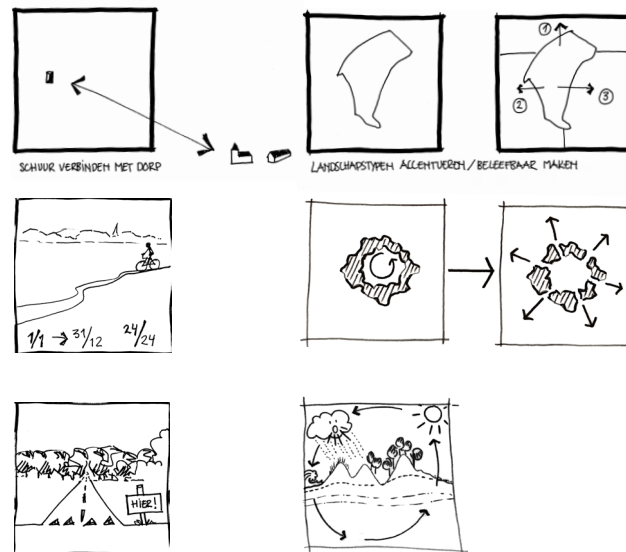 ① 
② ③
SCHUUR VERBINDEN MET DORP
LANDSCHAPSTYPEN ACCENTUEREN / BELEEFBAAR MAKEN
1/1 → 31/12 24/24
HIER!